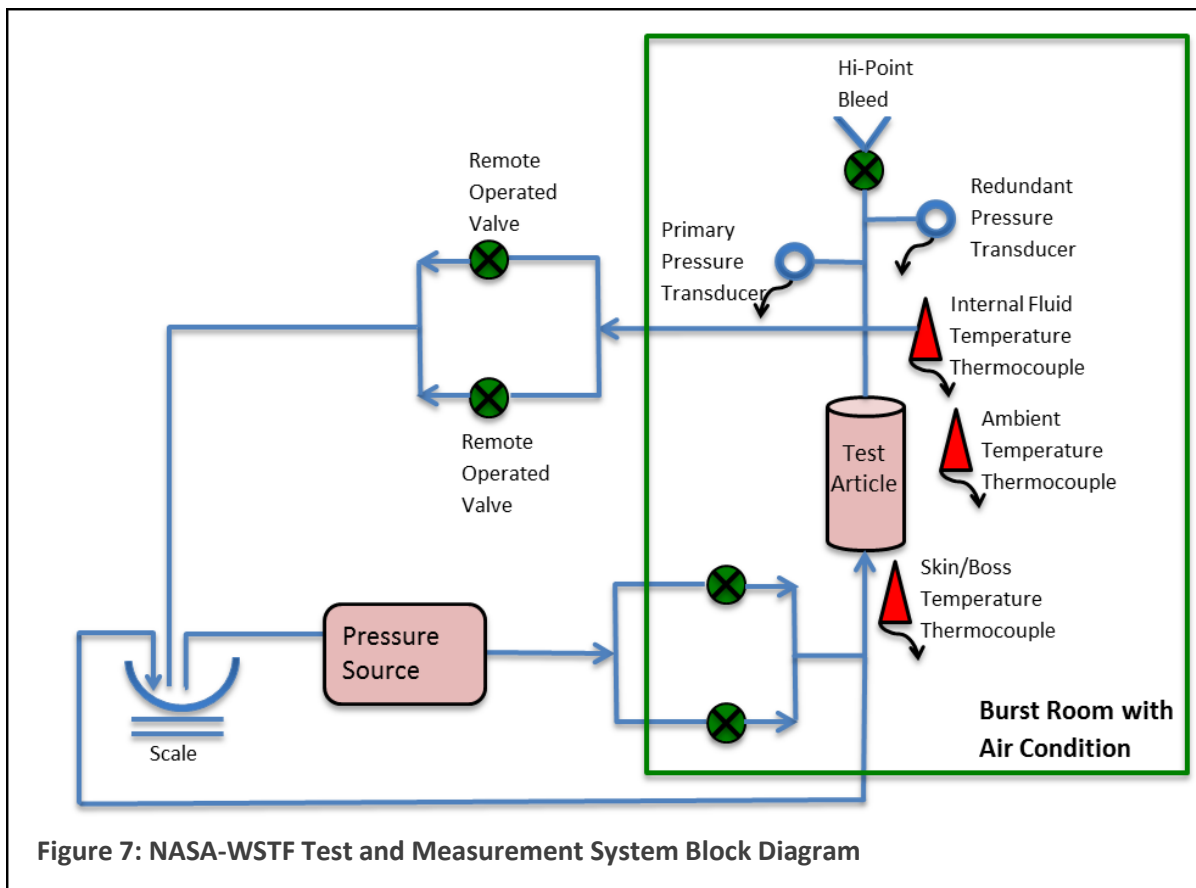 Hi-Point
Bleed
Remote
Operated
Valve
Redundant
Pressure
Transducer
Primary
Pressure
Transducer
Internal Fluid
Temperature
Thermocouple
Remote
Operated
Valve
Test
Article
Ambient
Temperature
Thermocouple
Skin/Boss
Temperature
Thermocouple
Pressure
Source
Scale
Burst Room with
Air Condition
Figure 7: NASA-WSTF Test and Measurement System Block Diagram